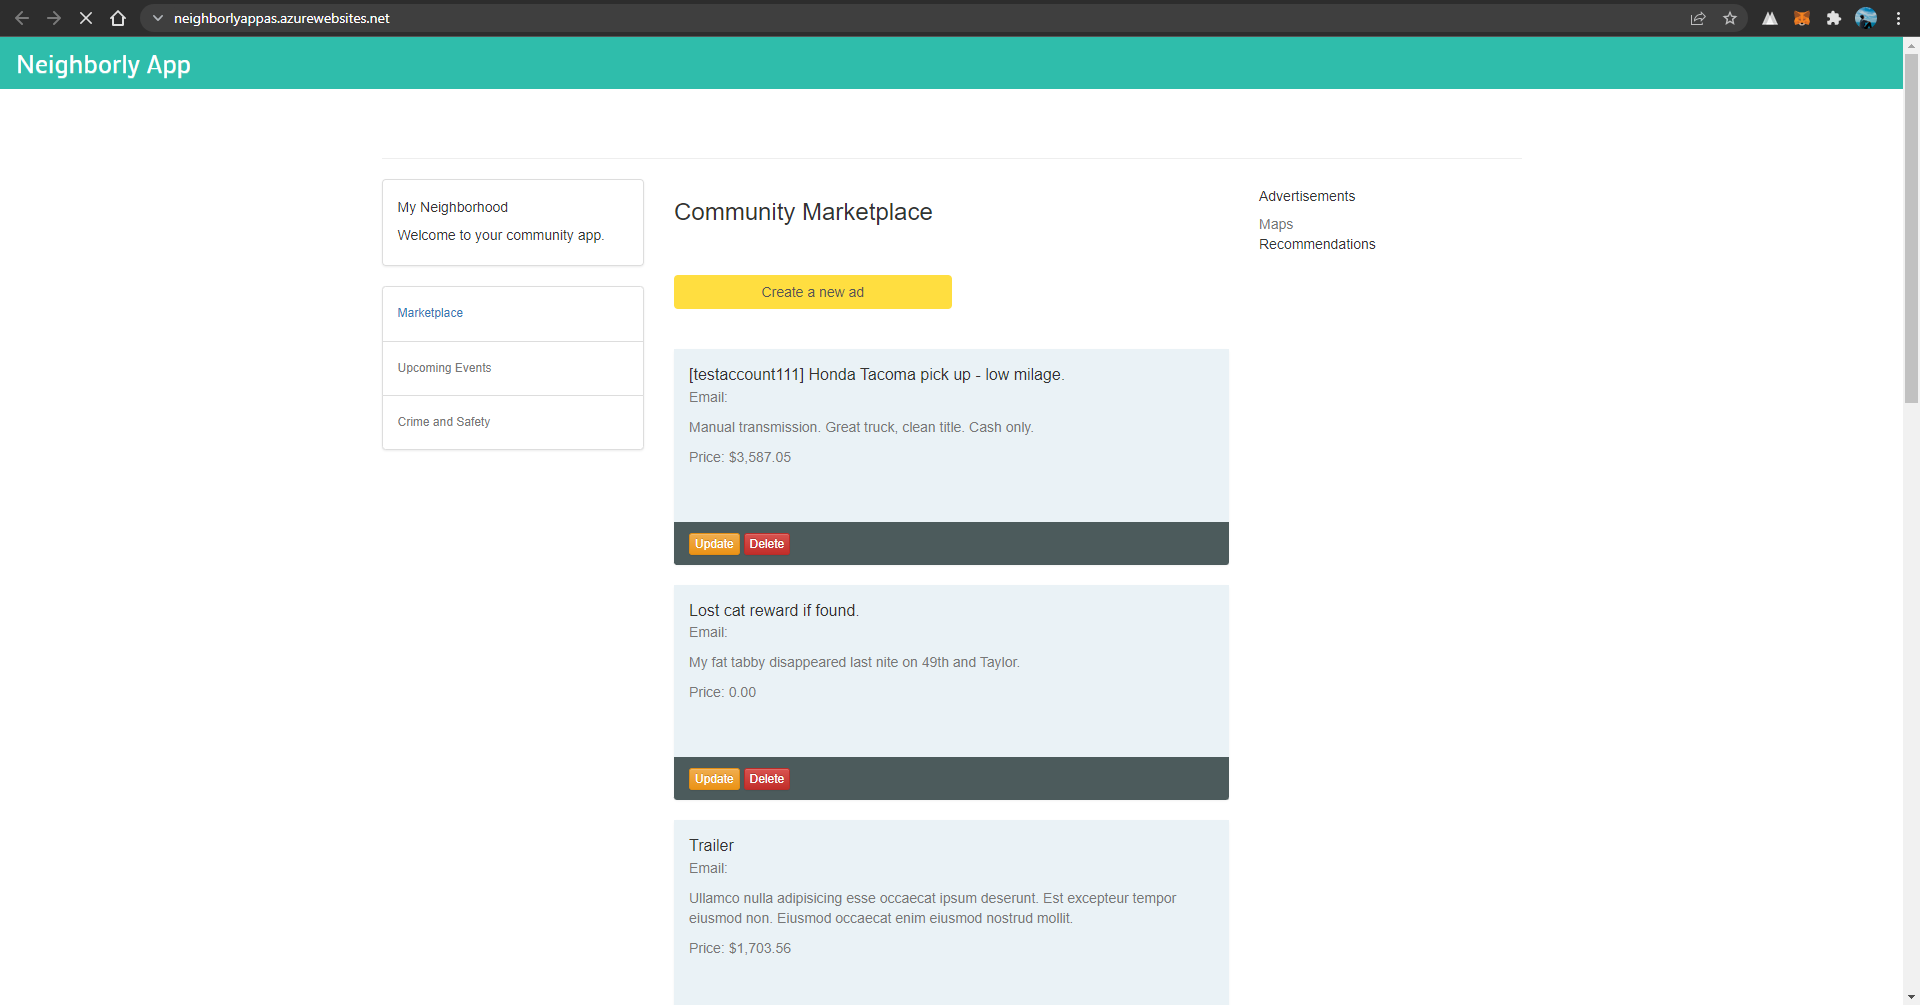 neighborlyappas.azurewebsites.net
Neighborly App
My Neighborhood
Welcome to your community app.
Marketplace
Upcoming Events
Crime and Safety
Community Marketplace
Create a new ad
[testaccount111] Honda Tacoma pick up - low milage.
Email:
Manual transmission. Great truck, clean title. Cash only.
Price: $3,587.05
Update Delete
Lost cat reward if found.
Email:
My fat tabby disappeared last nite on 49th and Taylor.
Price: 0.00
Update Delete
Trailer
Email:
Ullamco nulla adipisicing esse occaecat ipsum deserunt. Est excepteur tempor
eiusmod non. Eiusmod occaecat enim eiusmod nostrud mollit.
Price: $1,703.56
Advertisements
Maps
Recommendations